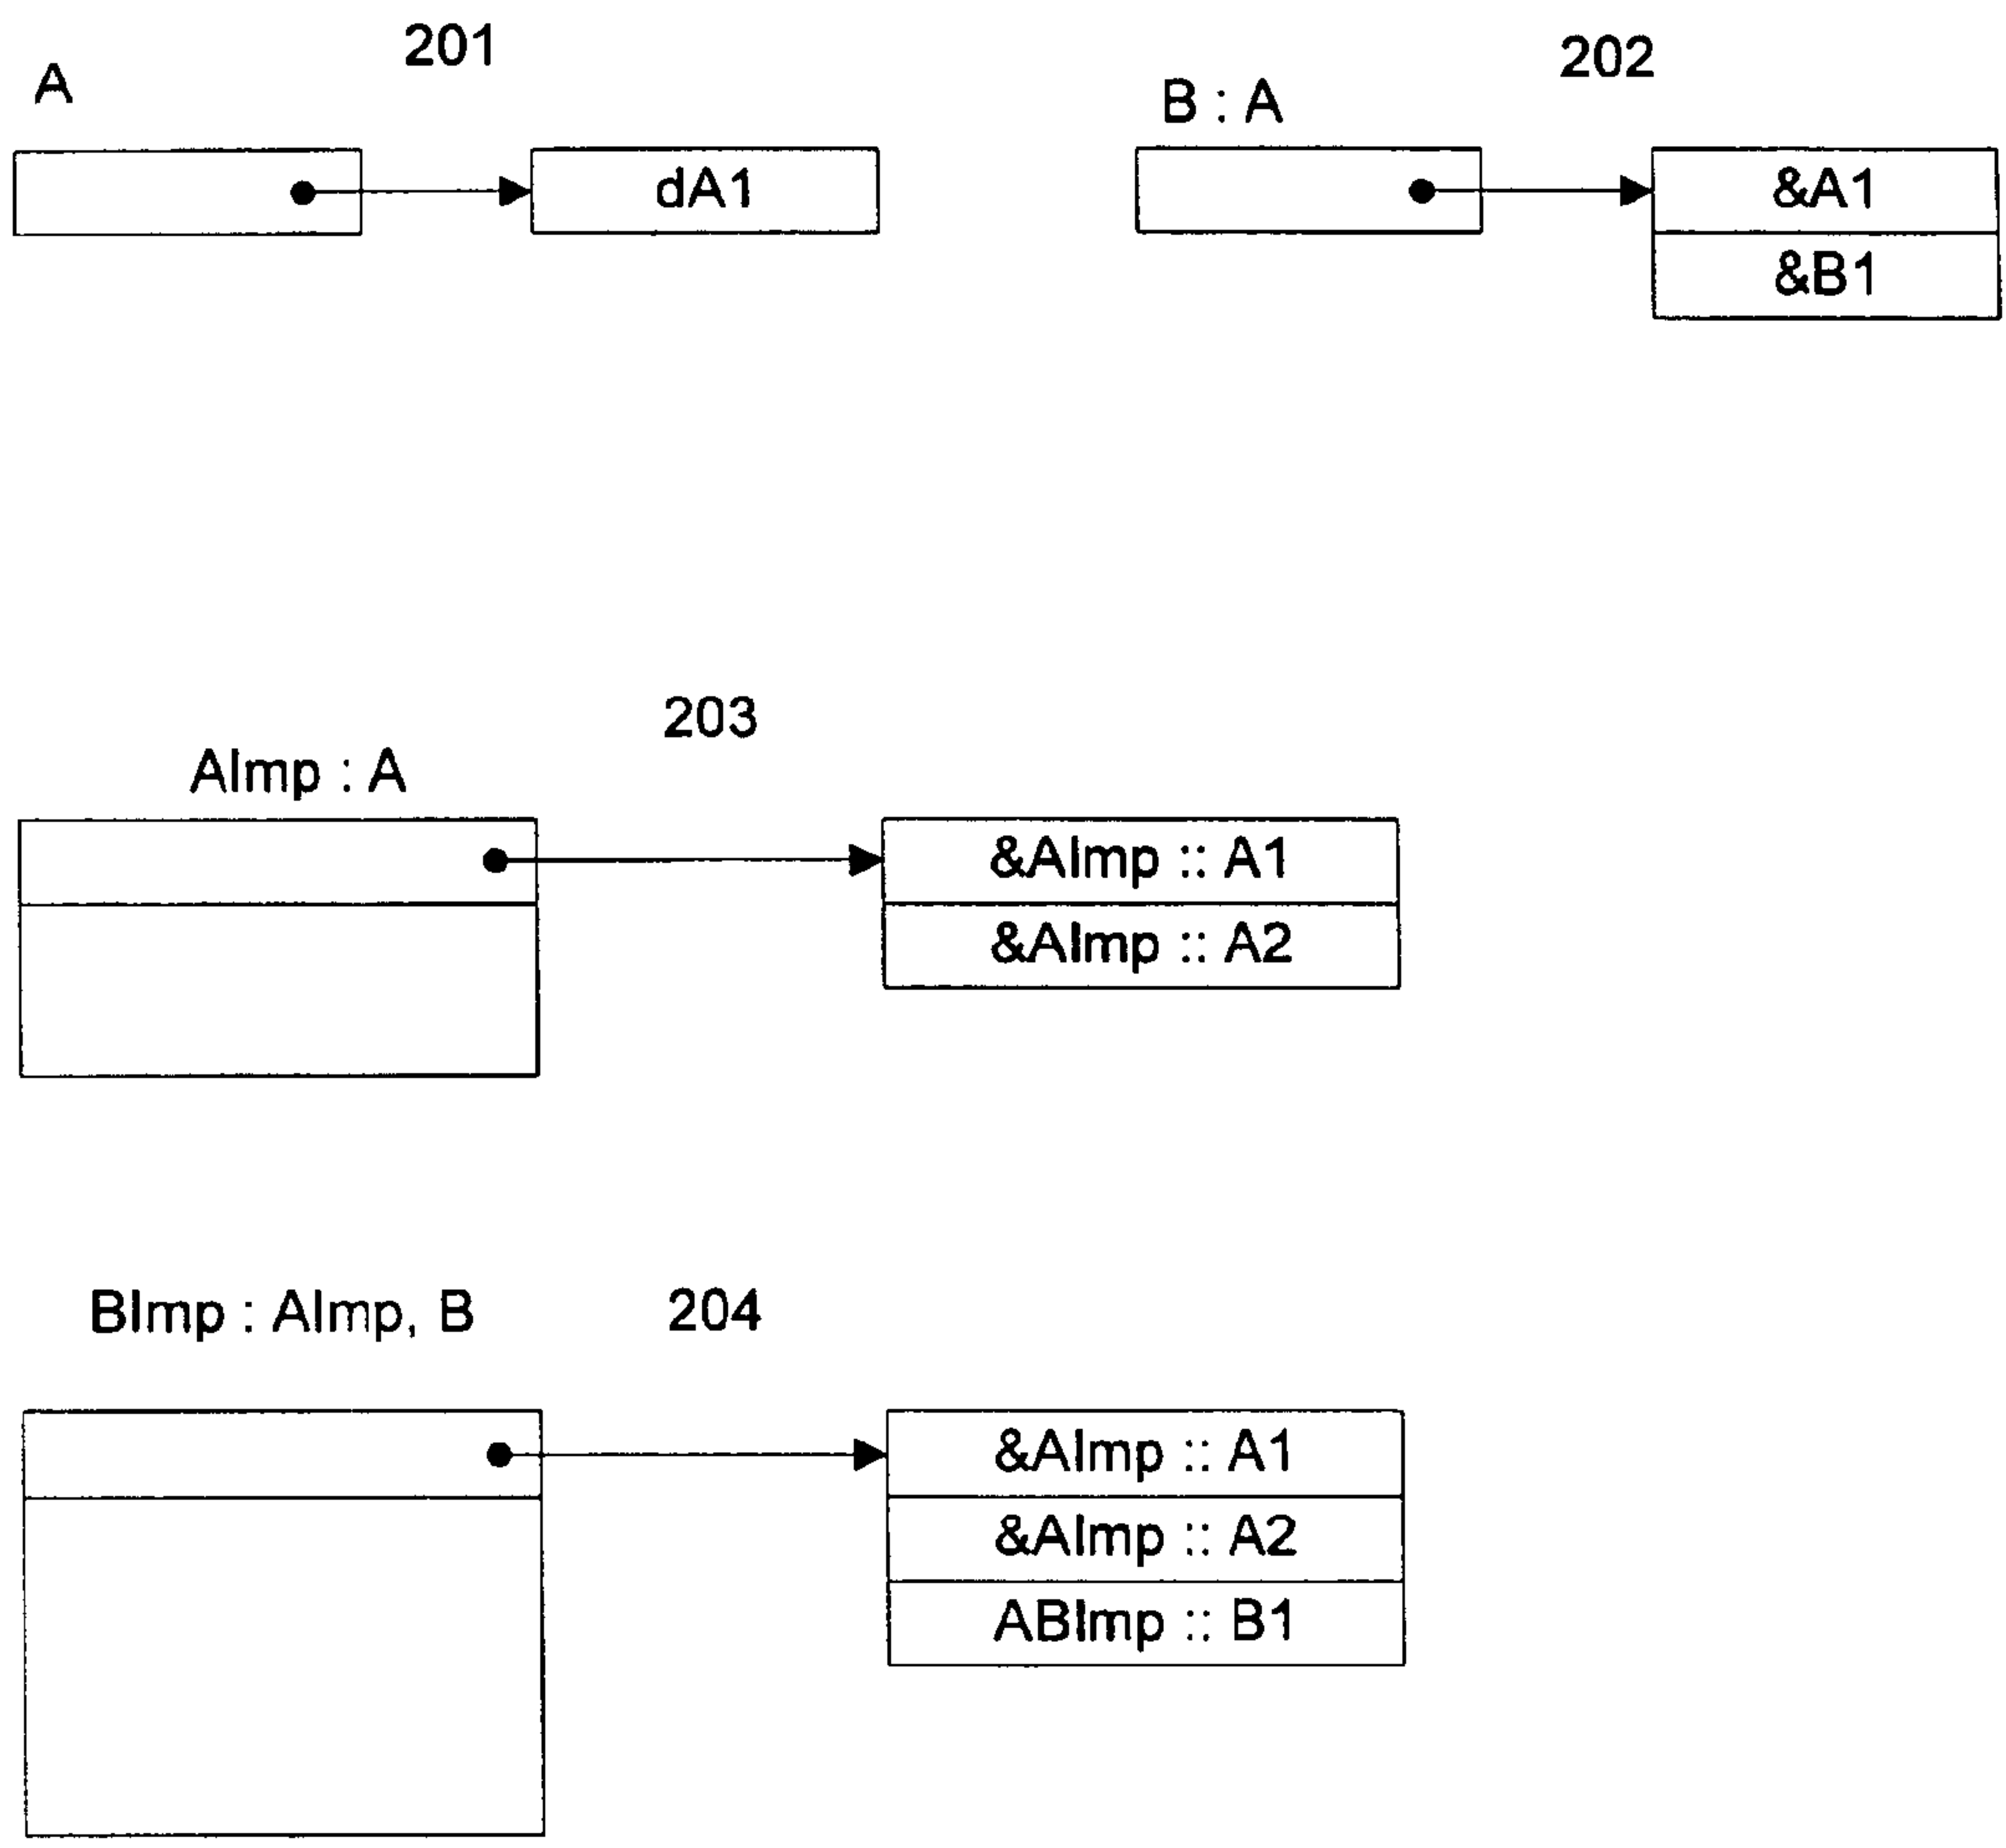 A
201
dA1
B : A
202
&A1
&B1
AImp : A
203
&AImp :: A1
&AImp :: A2
BImp : AImp, B
204
&AImp :: A1
&AImp :: A2
ABImp :: B1